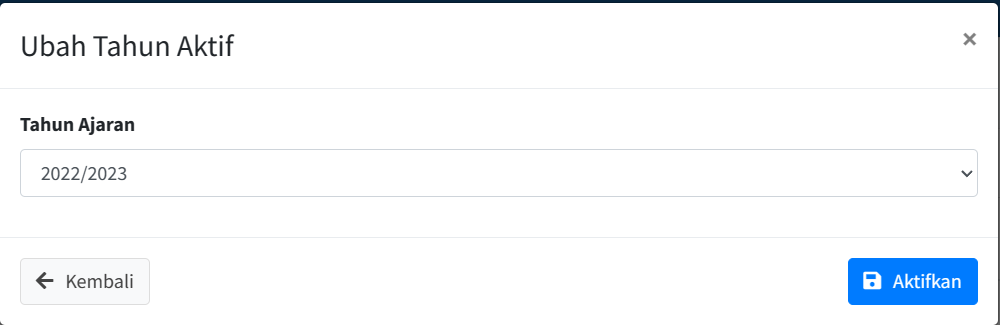 Ubah Tahun Aktif
×
Tahun Ajaran
2022/2023
Kembali
Aktifkan